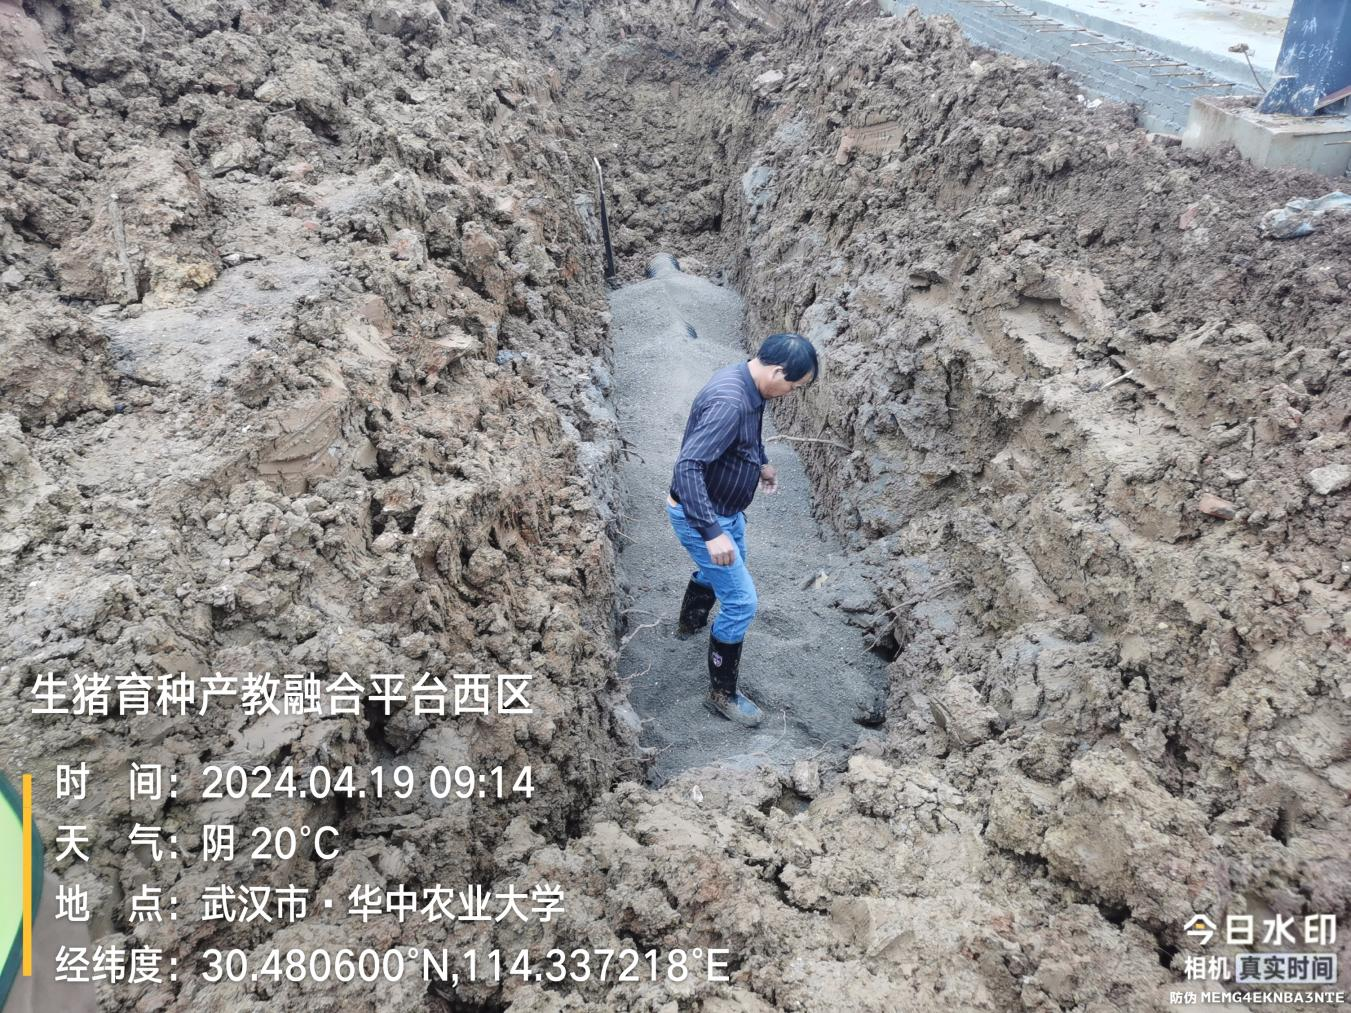 生猪育种产教融合平台西区
时 间：2024.04.19 09:14
天 气：阴 20°C
地 点：武汉市·华中农业大学
经纬度：30.480600°N,114.337218°E
今日水印
相机 真实时间
防伪 MEMG4EKNBA3NTE